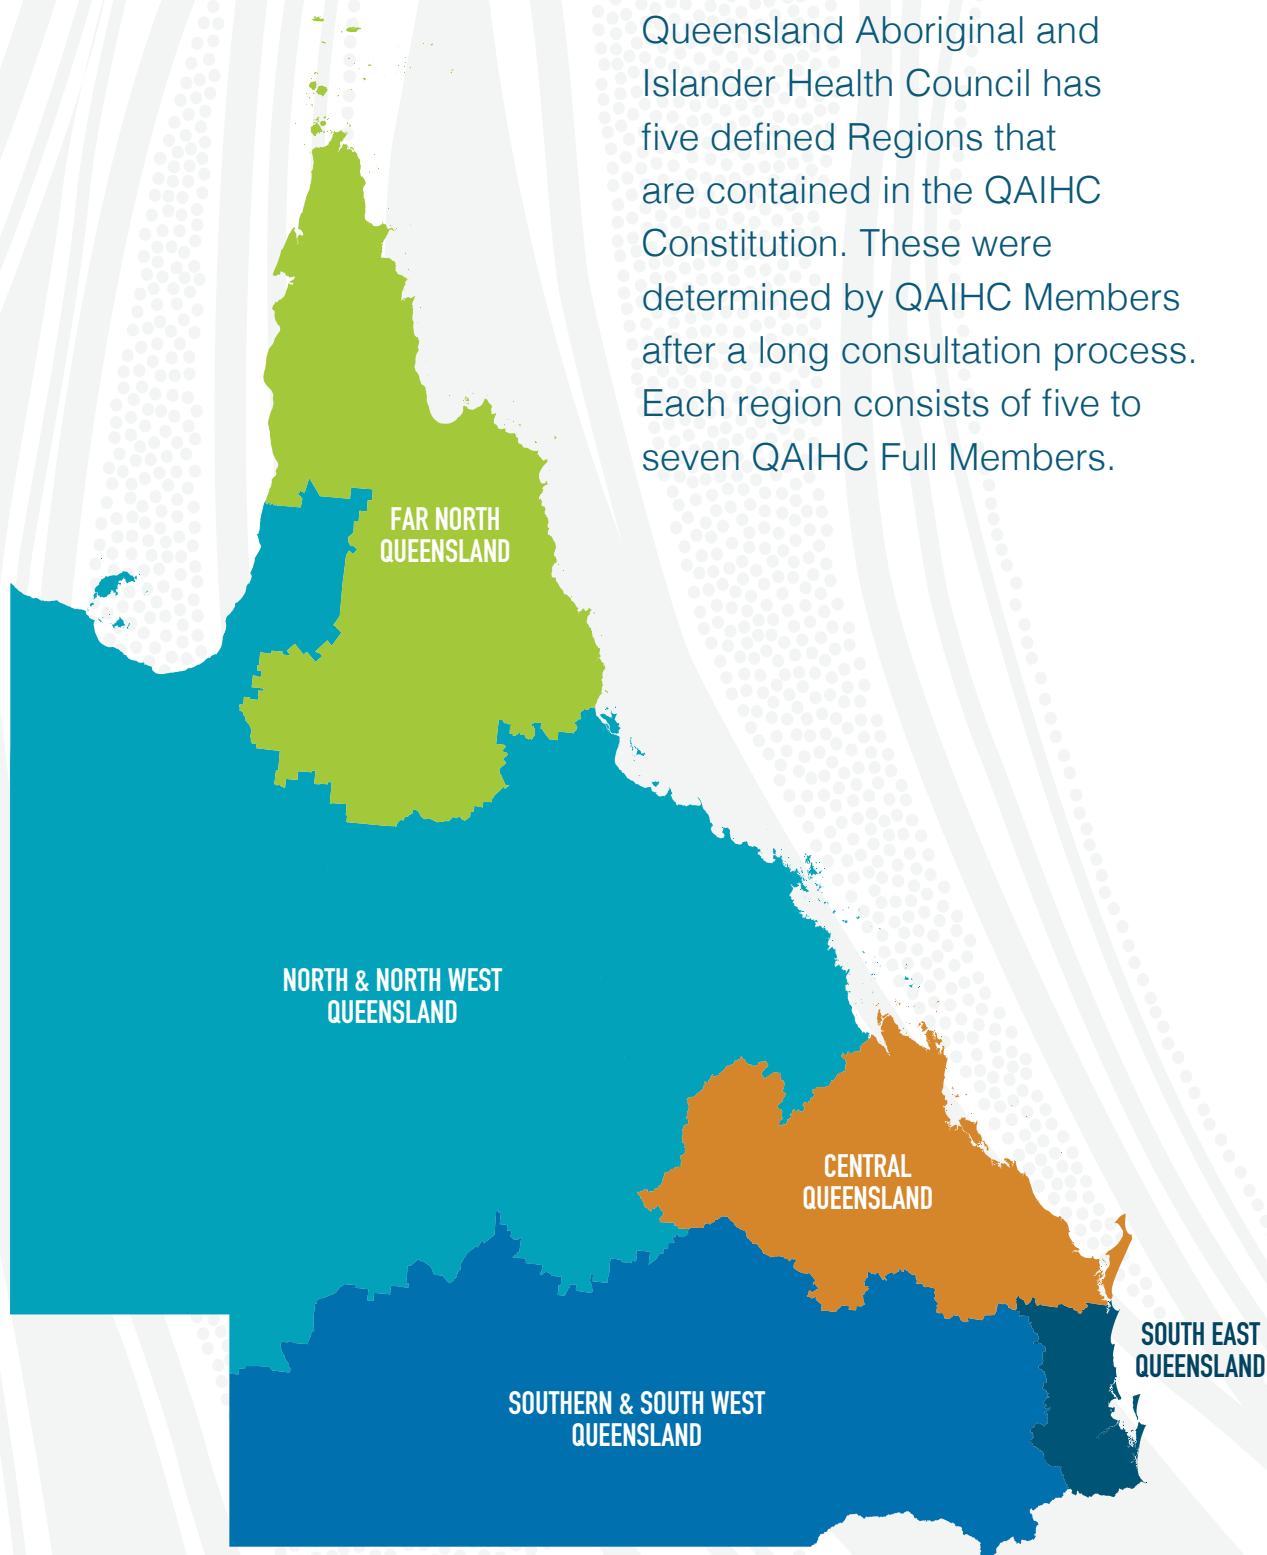 Queensland Aboriginal and
Islander Health Council has
five defined Regions that
are contained in the QAIHC
Constitution. These were
determined by QAIHC Members
after a long consultation process.
Each region consists of five to
seven QAIHC Full Members.
FAR NORTH
QUEENSLAND
NORTH & NORTH WEST
QUEENSLAND
CENTRAL
QUEENSLAND
SOUTH EAST
QUEENSLAND
SOUTHERN & SOUTH WEST
QUEENSLAND